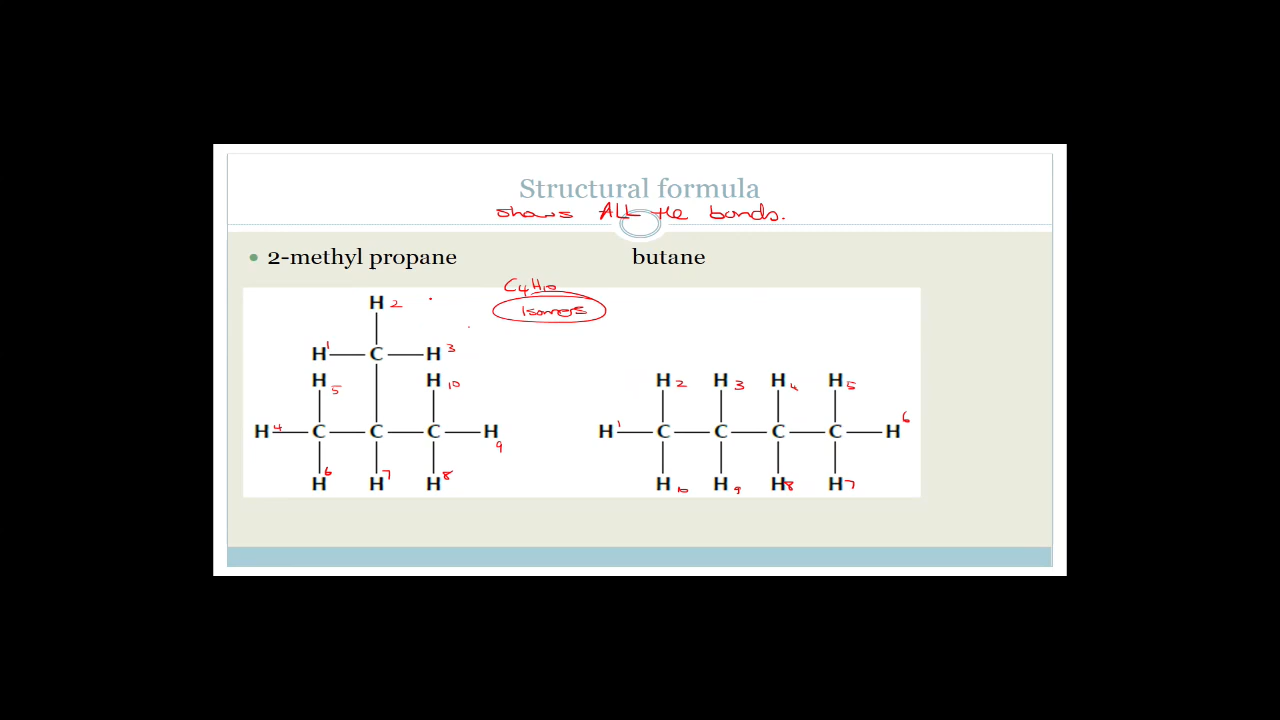 Structural formula
shows ALL the bonds.
• 2-methyl propane butane
C4H10
Isomers
H 2
H 1 C H 3
H 5 H 10 H 2 H 3 H 4 H 5
H 4 C C C H 9 H 1 C C C C H 6
H 6 H 7 H 8 H 10 H 9 H 8 H 7